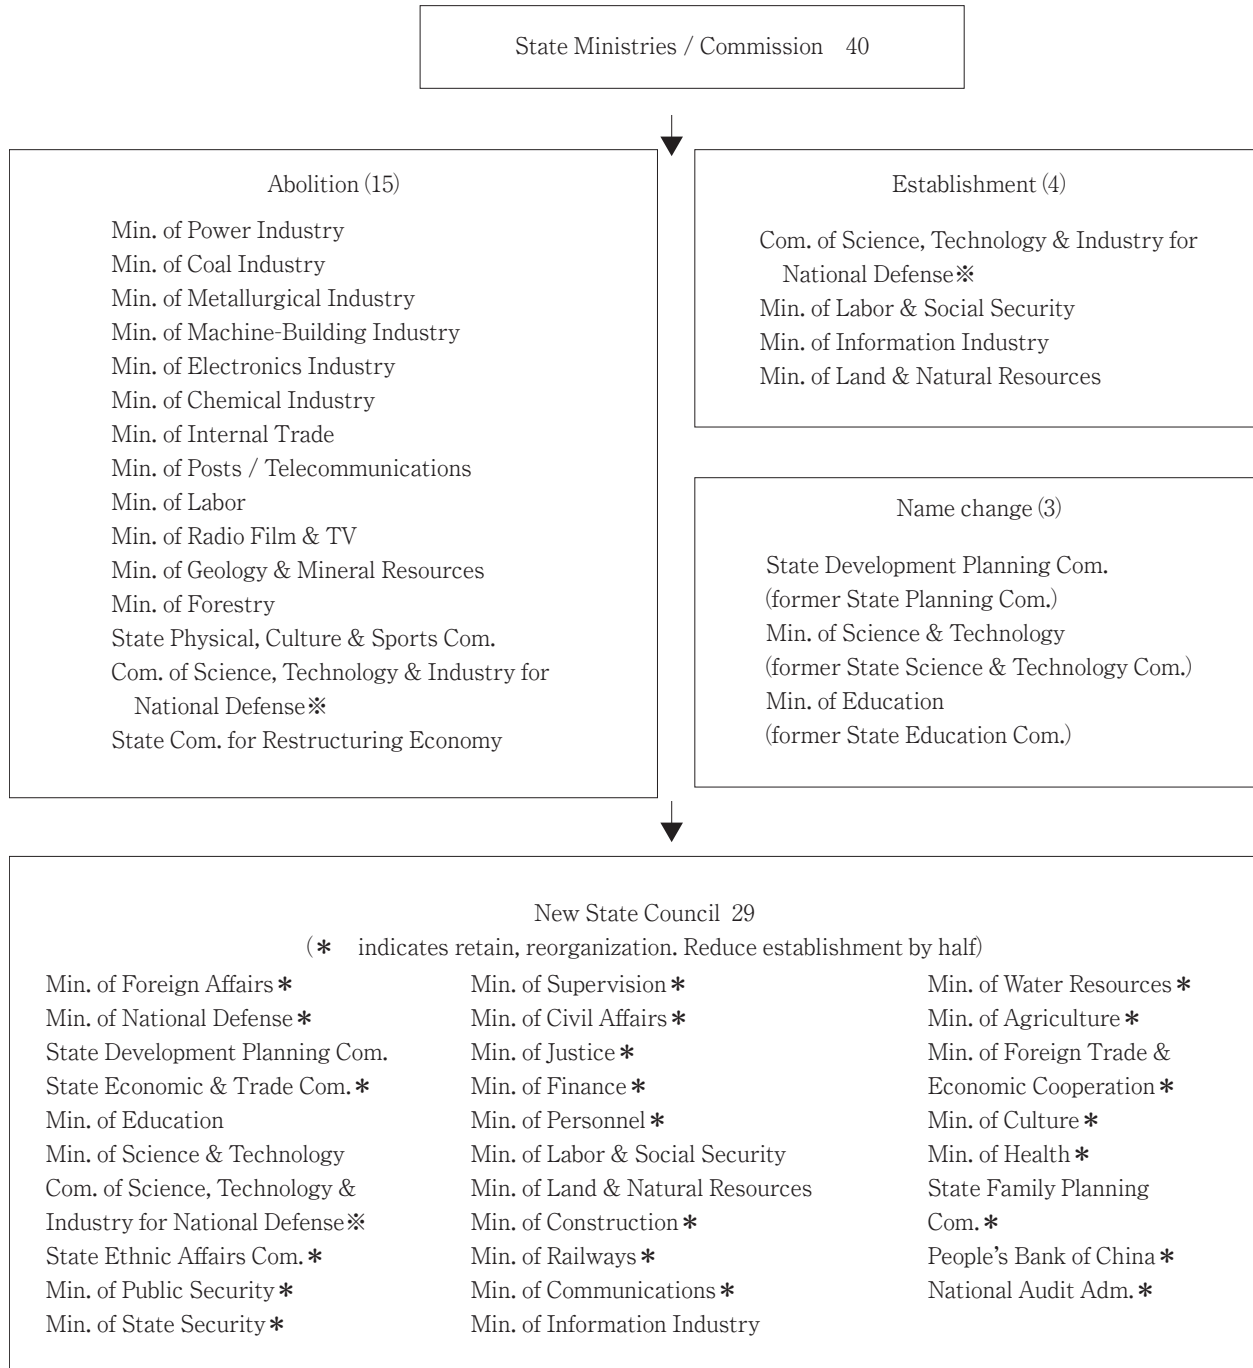 State Ministries / Commission 40
Abolition (15)
Min. of Power Industry
Min. of Coal Industry
Min. of Metallurgical Industry
Min. of Machine-Building Industry
Min. of Electronics Industry
Min. of Chemical Industry
Min. of Internal Trade
Min. of Posts / Telecommunications
Min. of Labor
Min. of Radio Film & TV
Min. of Geology & Mineral Resources
Min. of Forestry
State Physical, Culture & Sports Com.
Com. of Science, Technology & Industry for
National Defense※
State Com. for Restructuring Economy
Establishment (4)
Com. of Science, Technology & Industry for
National Defense※
Min. of Labor & Social Security
Min. of Information Industry
Min. of Land & Natural Resources
Name change (3)
State Development Planning Com.
(former State Planning Com.)
Min. of Science & Technology
(former State Science & Technology Com.)
Min. of Education
(former State Education Com.)
New State Council 29
(* indicates retain, reorganization. Reduce establishment by half)
Min. of Foreign Affairs*
Min. of National Defense*
State Development Planning Com.
State Economic & Trade Com.*
Min. of Education
Min. of Science & Technology
Com. of Science, Technology &
Industry for National Defense※
State Ethnic Affairs Com.*
Min. of Public Security*
Min. of State Security*
Min. of Supervision*
Min. of Civil Affairs*
Min. of Justice*
Min. of Finance*
Min. of Personnel*
Min. of Labor & Social Security
Min. of Land & Natural Resources
Min. of Construction*
Min. of Railways*
Min. of Communications*
Min. of Information Industry
Min. of Water Resources*
Min. of Agriculture*
Min. of Foreign Trade &
Economic Cooperation*
Min. of Culture*
Min. of Health*
State Family Planning
Com.*
People's Bank of China*
National Audit Adm.*